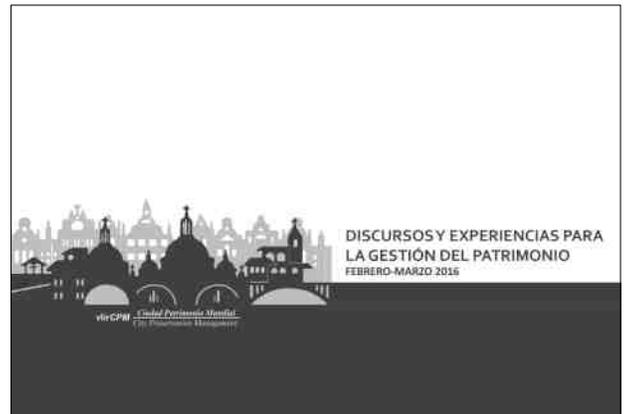 DISCURSOS Y EXPERIENCIAS PARA
LA GESTIÓN DEL PATRIMONIO
FEBRERO-MARZO 2016
vlirCPM Ciudad Patrimonio Mundial
City Preservation Management